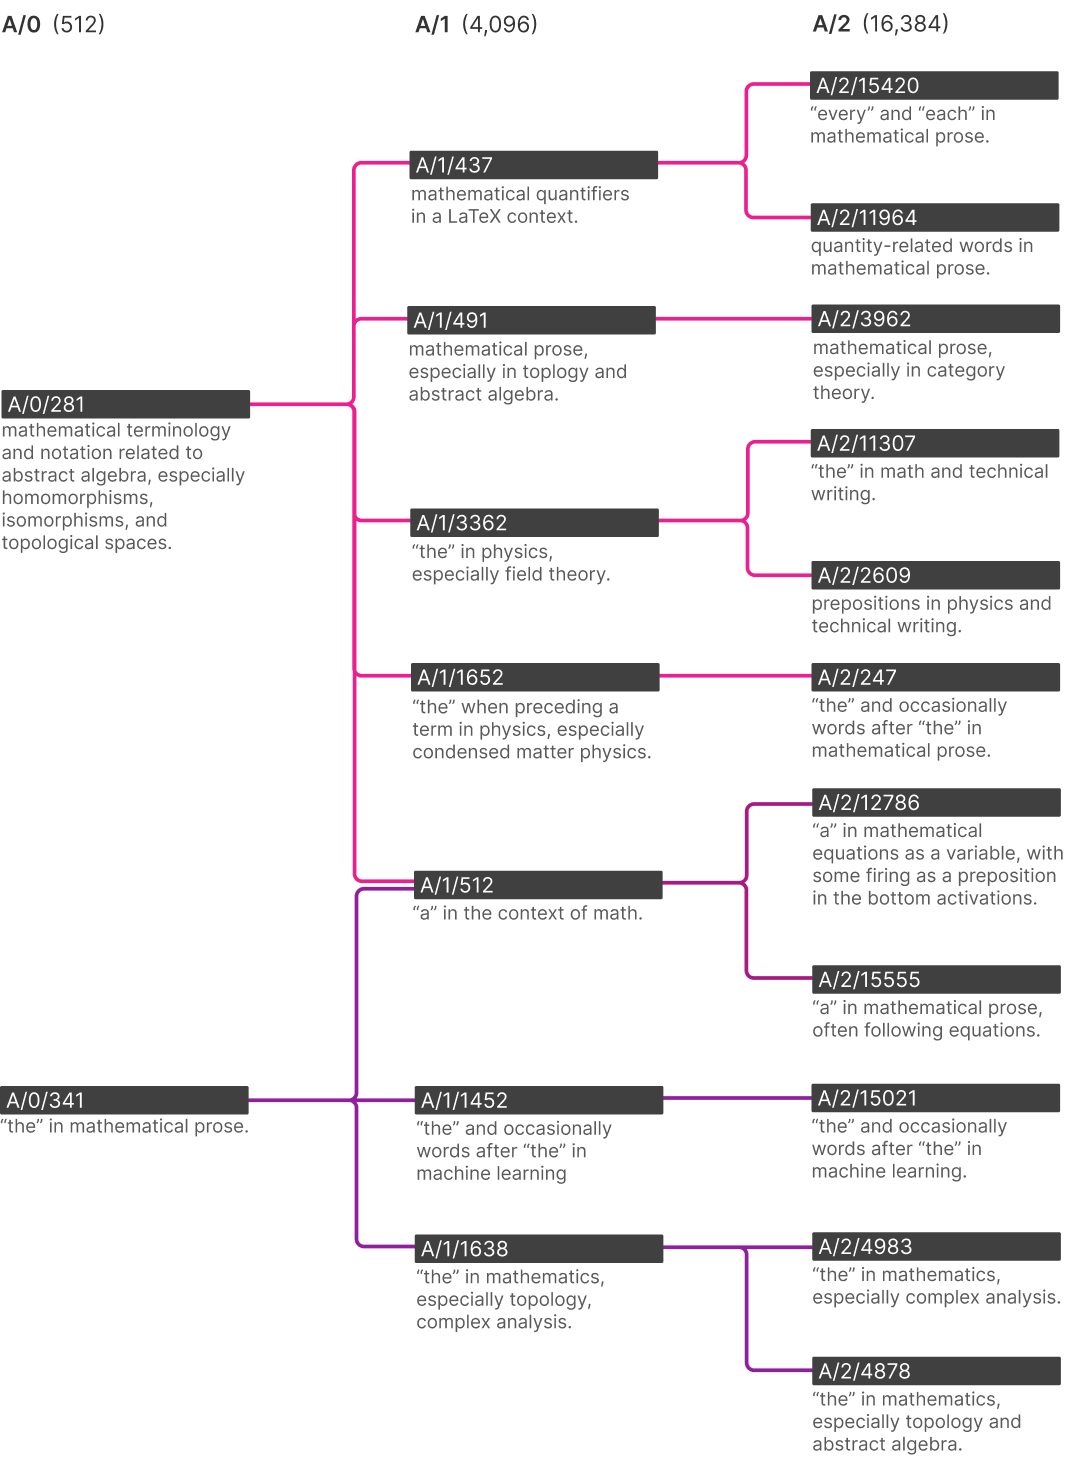 A/0 (512)
A/1 (4,096)
A/2 (16,384)
A/0/281
mathematical terminology
and notation related to
abstract algebra, especially
homomorphisms,
isomorphisms, and
topological spaces.
A/0/341
“the” in mathematical prose.
A/1/437
mathematical quantifiers
in a LaTeX context.
A/1/491
mathematical prose,
especially in toplogy and
abstract algebra.
A/1/3362
“the” in physics,
especially field theory.
A/1/1652
“the” when preceding a
term in physics, especially
condensed matter physics.
A/1/512
“a” in the context of math.
A/1/1452
“the” and occasionally
words after “the” in
machine learning
A/1/1638
“the” in mathematics,
especially topology,
complex analysis.
A/2/15420
“every” and “each” in
mathematical prose.
A/2/11964
quantity-related words in
mathematical prose.
A/2/3962
mathematical prose,
especially in category
theory.
A/2/11307
“the” in math and technical
writing.
A/2/2609
prepositions in physics and
technical writing.
A/2/247
“the” and occasionally
words after “the” in
mathematical prose.
A/2/12786
“a” in mathematical
equations as a variable, with
some firing as a preposition
in the bottom activations.
A/2/15555
“a” in mathematical prose,
often following equations.
A/2/15021
“the” and occasionally
words after “the” in
machine learning.
A/2/4983
“the” in mathematics,
especially complex analysis.
A/2/4878
“the” in mathematics,
especially topology and
abstract algebra.